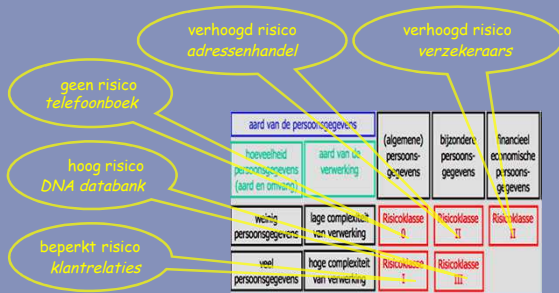 verhoogd risico
adressenhandel
verhoogd risico
verzekeraars
geen risico
telefoonboek
hoog risico
DNA databank
beperkt risico
klantrelaties
aard van de persoonsgegevens
(algemene)
persoons-
gegevens
bijzondere
persoons-
gegevens
financieel
economische
persoons-
gegevens
hoeveelheid
persoonsgegevens
(aard en omvang)
aard van de
verwerking
weinig
persoonsgegevens
lage complexiteit
van verwerking
Risicoklasse
0
Risicoklasse
II
Risicoklasse
II
veel
persoonsgegevens
hoge complexiteit
van verwerking
Risicoklasse
I
Risicoklasse
III